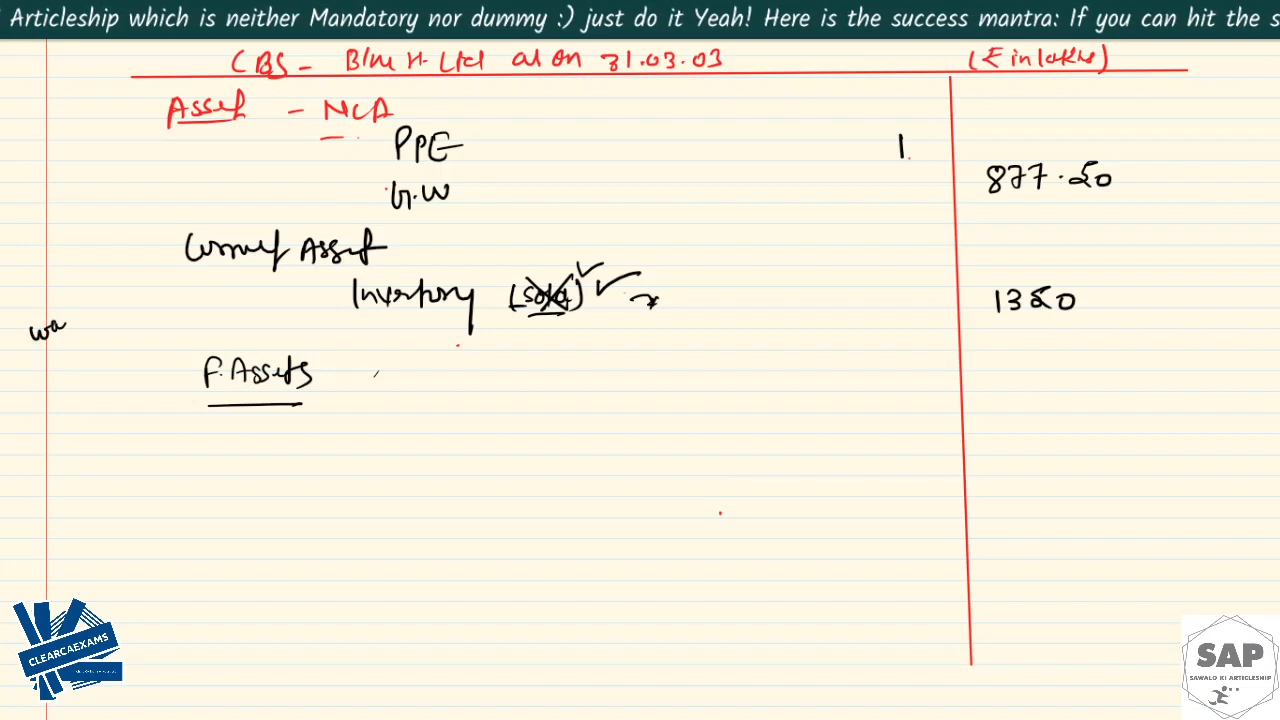 Articleship which is neither Mandatory nor dummy :) just do it Yeah! Here is the success mantra: If you can hit the s
CBS - Blue H. Ltd as on 31.03.03 (₹ in lakhs)
Asset - NCA
PPE 1
877.50
G.W
Current Asset
Inventory 1350
F. Assets
CLEARCAEXAMS
SAP
SAWALO KI ARTICLESHIP